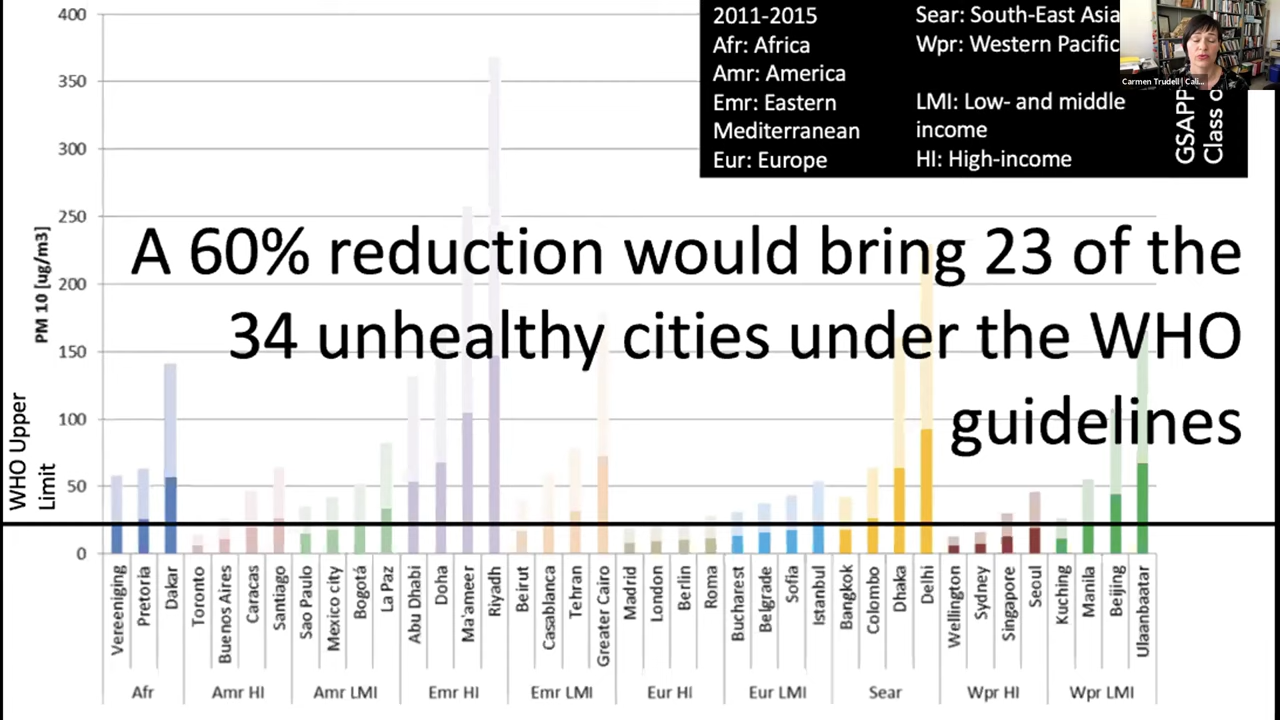 2011-2015
Afr: Africa
Amr: America
Emr: Eastern
Mediterranean
Eur: Europe
Sear: South-East Asia
Wpr: Western Pacific
LMI: Low- and middle
income
HI: High-income
GSAPP
Class
Carmen Trudell | Cali...
A 60% reduction would bring 23 of the
34 unhealthy cities under the WHO
guidelines
PM 10 [ug/m3]
400
350
300
250
200
150
100
50
0
WHO Upper
Limit
Vereeniging
Pretoria
Dakar
Toronto
Buenos Aires
Caracas
Santiago
Sao Paulo
Mexico city
Bogotá
La Paz
Abu Dhabi
Doha
Ma'ameer
Riyadh
Beirut
Casablanca
Tehran
Greater Cairo
Madrid
London
Berlin
Roma
Bucharest
Belgrade
Sofia
Istanbul
Bangkok
Colombo
Dhaka
Delhi
Wellington
Sydney
Singapore
Seoul
Kuching
Manila
Beijing
Ulaanbaatar
Afr
Amr HI
Amr LMI
Emr HI
Emr LMI
Eur HI
Eur LMI
Sear
Wpr HI
Wpr LMI